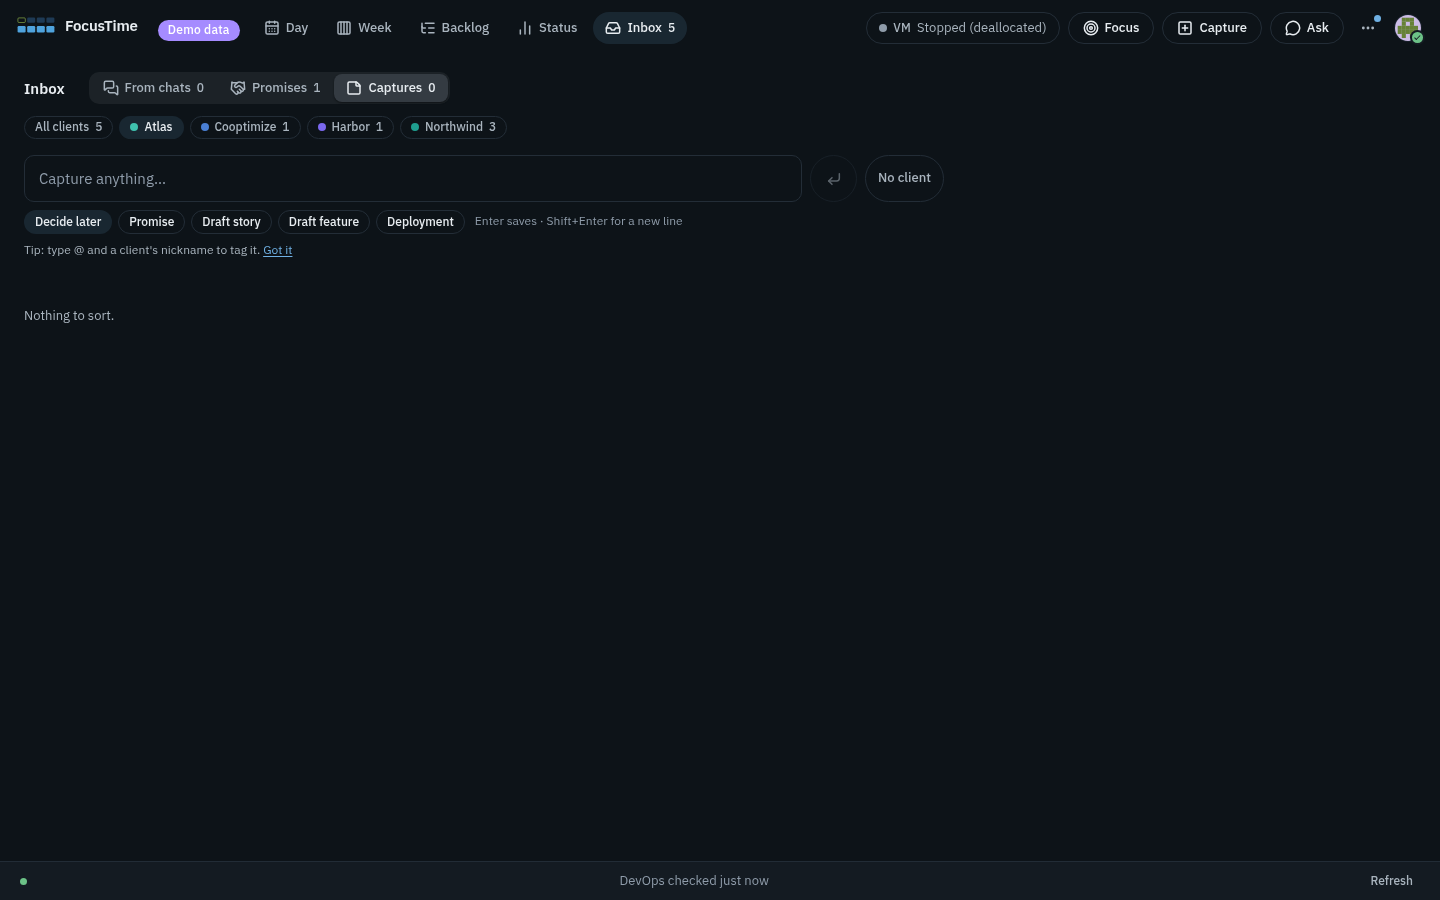 FocusTime
Demo data
Day
Week
Backlog
Status
Inbox 5
VM Stopped (deallocated)
Focus
Capture
Ask
Inbox
From chats 0
Promises 1
Captures 0
All clients 5
Atlas
Cooptimize 1
Harbor 1
Northwind 3
Capture anything...
No client
Decide later
Promise
Draft story
Draft feature
Deployment
Enter saves · Shift+Enter for a new line
Tip: type @ and a client's nickname to tag it. Got it
Nothing to sort.
DevOps checked just now
Refresh